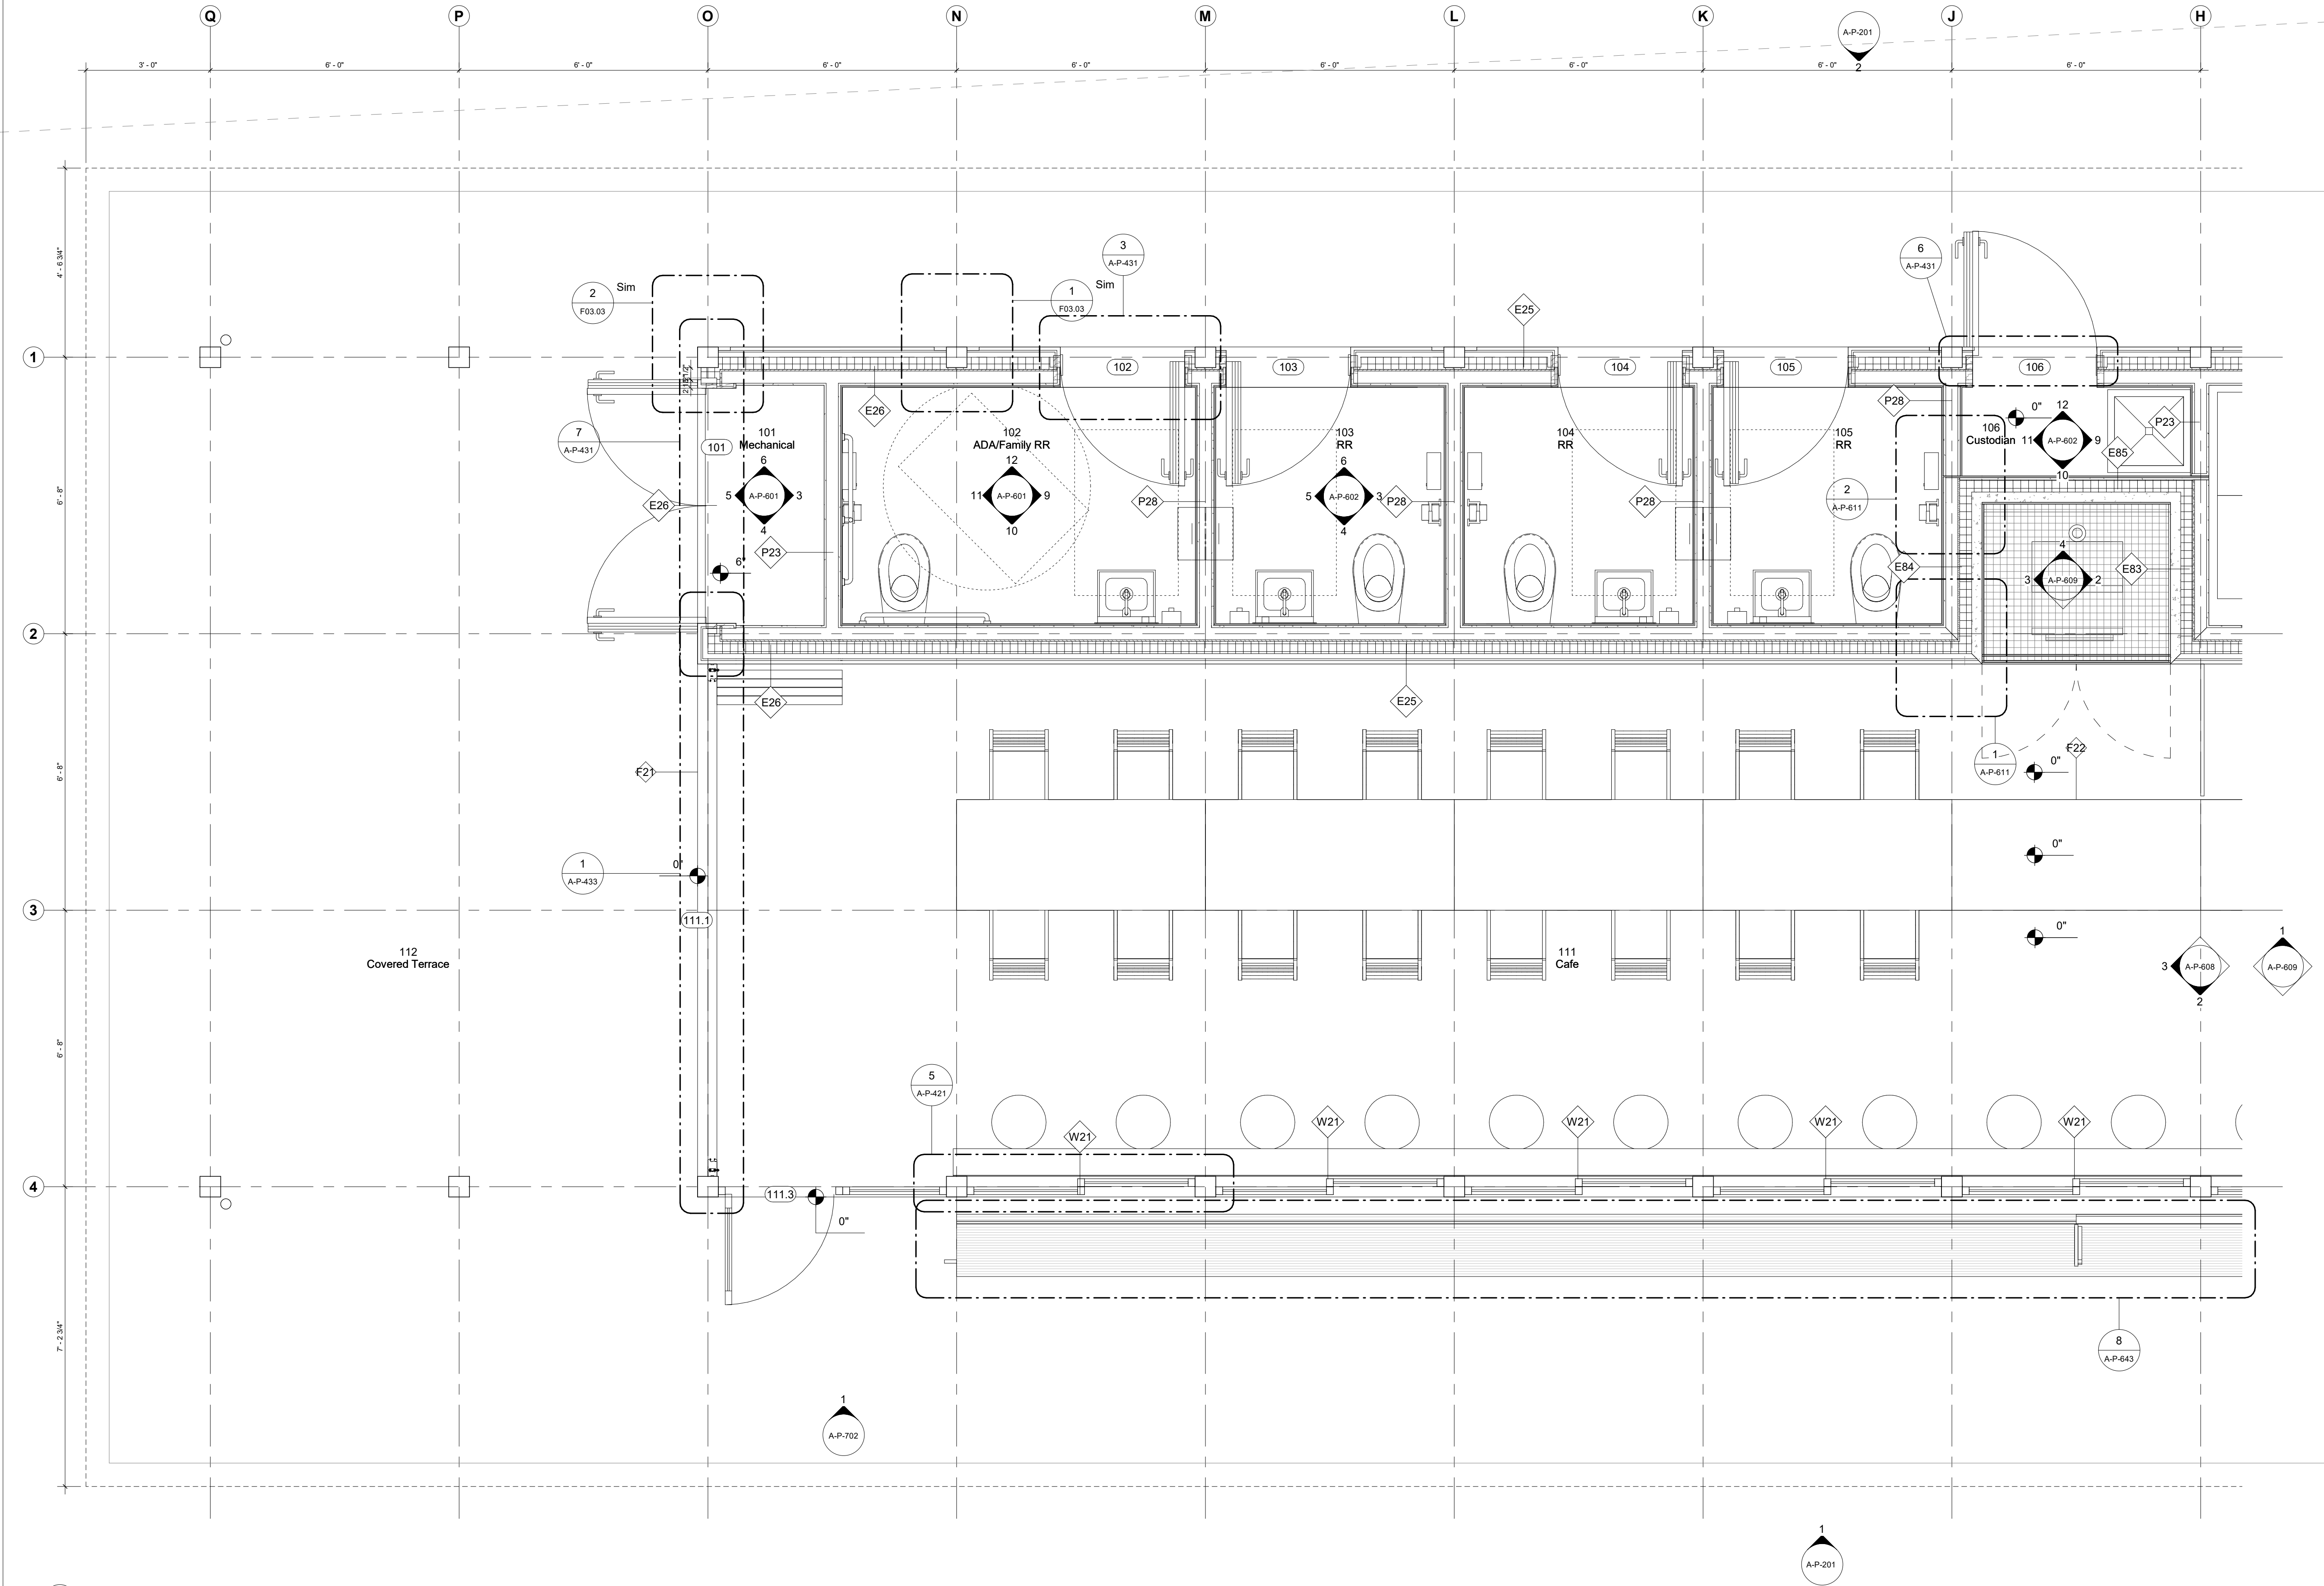 Q
P
O
N
M
L
K
J
H
A-P-201
2
3' - 0"
6' - 0"
6' - 0"
6' - 0"
6' - 0"
6' - 0"
6' - 0"
6' - 0"
6' - 0"
4' - 6 3/4"
6' - 8"
6' - 8"
6' - 8"
7' - 2 3/4"
1
2
3
4
2
F03.03
Sim
1
F03.03
Sim
3
A-P-431
6
A-P-431
E25
102
103
104
105
106
E26
7
A-P-431
101
101
Mechanical
6
5
A-P-601
3
4
E26
P23
6"
102
ADA/Family RR
12
11
A-P-601
9
10
P28
103
RR
6
5
A-P-602
3
4
P28
104
RR
P28
105
RR
2
A-P-611
P28
0"
106
Custodian
12
11
A-P-602
9
10
P23
E85
E84
4
3
A-P-609
2
E83
E26
E25
F21
1
A-P-611
F22
0"
0"
0"
1
A-P-433
0"
111.1
112
Covered Terrace
111
Cafe
3
A-P-608
2
1
A-P-609
5
A-P-421
W21
W21
W21
W21
W21
111.3
0"
8
A-P-643
1
A-P-702
1
A-P-201